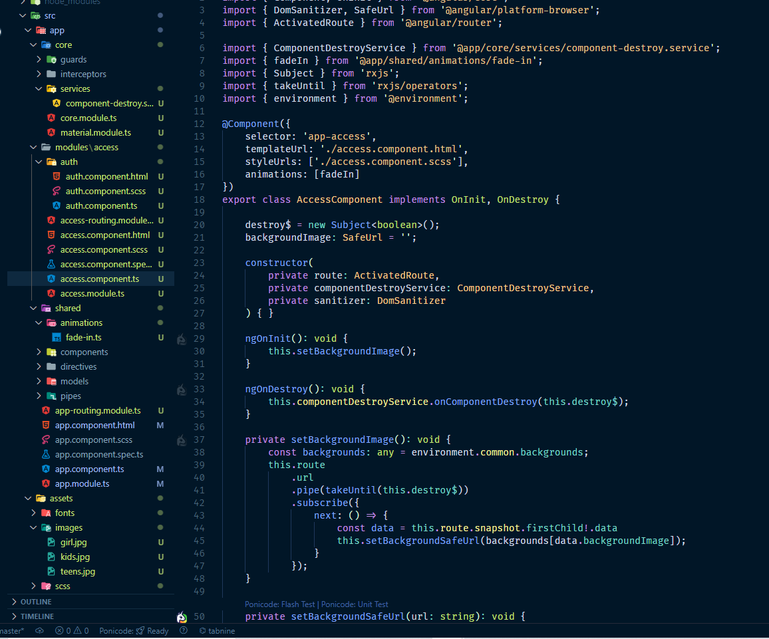 node_modules
src
app
core
guards
interceptors
services
component-destroy.s... U
core.module.ts U
material.module.ts U
modules\access
auth
auth.component.html U
auth.component.scss U
auth.component.ts U
access-routing.module... U
access.component.html U
access.component.scss U
access.component.spe... U
access.component.ts U
access.module.ts U
shared
animations
fade-in.ts U
components
directives
models
pipes
app-routing.module.ts U
app.component.html M
app.component.scss
app.component.spec.ts
app.component.ts M
app.module.ts M
assets
fonts
images
girl.jpg U
kids.jpg U
teens.jpg U
scss
OUTLINE
TIMELINE
3 import { DomSanitizer, SafeUrl } from '@angular/platform-browser';
4 import { ActivatedRoute } from '@angular/router';
5
6 import { ComponentDestroyService } from '@app/core/services/component-destroy.service';
7 import { fadeIn } from '@app/shared/animations/fade-in';
8 import { Subject } from 'rxjs';
9 import { takeUntil } from 'rxjs/operators';
10 import { environment } from '@environment';
11
12 @Component({
13 selector: 'app-access',
14 templateUrl: './access.component.html',
15 styleUrls: ['./access.component.scss'],
16 animations: [fadeIn]
17 })
18 export class AccessComponent implements OnInit, OnDestroy {
19
20 destroy$ = new Subject<boolean>();
21 backgroundImage: SafeUrl = '';
22
23 constructor(
24 private route: ActivatedRoute,
25 private componentDestroyService: ComponentDestroyService,
26 private sanitizer: DomSanitizer
27 ) { }
28
29 ngOnInit(): void {
30 this.setBackgroundImage();
31 }
32
33 ngOnDestroy(): void {
34 this.componentDestroyService.onComponentDestroy(this.destroy$);
35 }
36
37 private setBackgroundImage(): void {
38 const backgrounds: any = environment.common.backgrounds;
39 this.route
40 .url
41 .pipe(takeUntil(this.destroy$))
42 .subscribe({
43 next: () => {
44 const data = this.route.snapshot.firstChild!.data
45 this.setBackgroundSafeUrl(backgrounds[data.backgroundImage]);
46 }
47 });
48 }
49
Ponicode: Flash Test | Ponicode: Unit Test
50 private setBackgroundSafeUrl(url: string): void {
master* 0 0 Ponicode: Ready tabnine